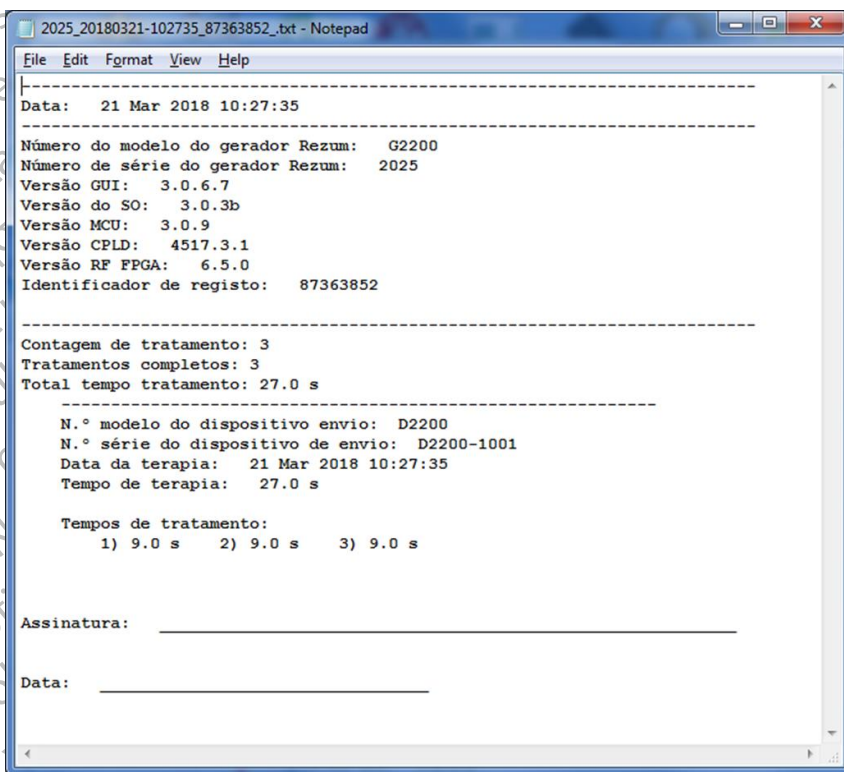 2025_20180321-102735_87363852_.txt - Notepad
File Edit Format View Help
--------------------------------------------------------------------------
Data: 21 Mar 2018 10:27:35
--------------------------------------------------------------------------
Número do modelo do gerador Rezum: G2200
Número de série do gerador Rezum: 2025
Versão GUI: 3.0.6.7
Versão do SO: 3.0.3b
Versão MCU: 3.0.9
Versão CPLD: 4517.3.1
Versão RF FPGA: 6.5.0
Identificador de registo: 87363852
--------------------------------------------------------------------------
Contagem de tratamento: 3
Tratamentos completos: 3
Total tempo tratamento: 27.0 s
------------------------------------------------------------
N.º modelo do dispositivo envio: D2200
N.º série do dispositivo de envio: D2200-1001
Data da terapia: 21 Mar 2018 10:27:35
Tempo de terapia: 27.0 s
Tempos de tratamento:
1) 9.0 s 2) 9.0 s 3) 9.0 s
Assinatura: __________________________________________________________
Data: _________________________________